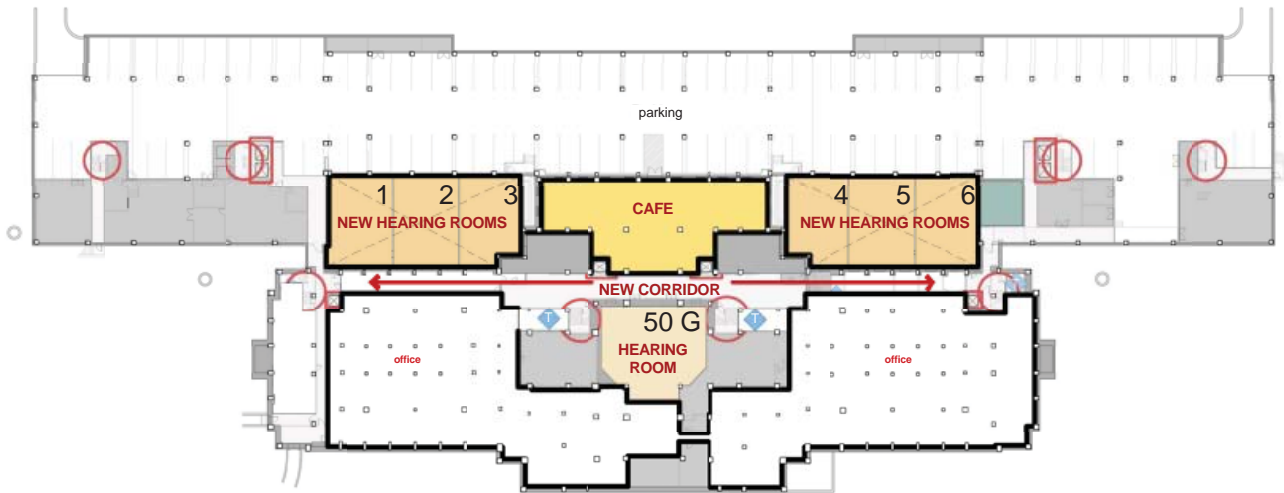 parking
1 2 3
NEW HEARING ROOMS
CAFE
4 5 6
NEW HEARING ROOMS
NEW CORRIDOR
T
T
50 G
HEARING
ROOM
office
office